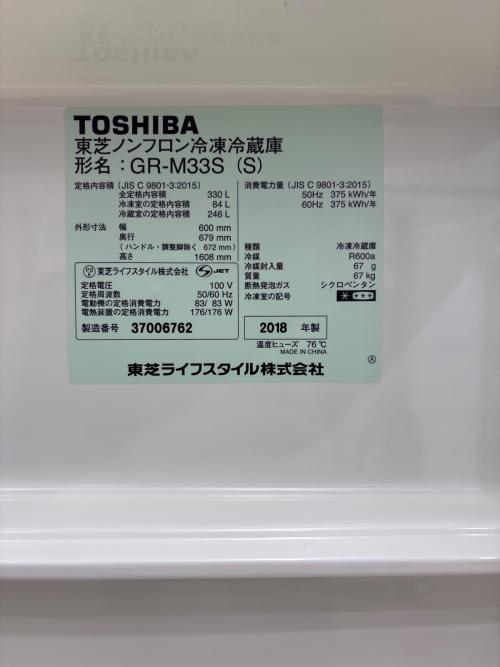 TOSHIBA
東芝ノンフロン冷凍冷蔵庫
形名：GR-M33S（S）
定格内容積（JIS C 9801-3:2015）
全定格内容積 330 L
冷凍室の定格内容積 84 L
冷蔵室の定格内容積 246 L
外形寸法 幅 600 mm
奥行 679 mm
（ハンドル・調整脚除く 672 mm）
高さ 1608 mm
消費電力量（JIS C 9801-3:2015）
50Hz 375 kWh/年
60Hz 375 kWh/年
種類 冷凍冷蔵庫
冷媒 R600a
冷媒封入量 67 g
質量 67 kg
断熱発泡ガス シクロペンタン
冷凍室の記号
PS E 東芝ライフスタイル株式会社 S JET
定格電圧 100 V
定格周波数 50/60 Hz
電動機の定格消費電力 83/ 83 W
電熱装置の定格消費電力 176/176 W
製造番号 37006762
2018 年製
温度ヒューズ 76 ℃
MADE IN CHINA
Ⓐ
東芝ライフスタイル株式会社